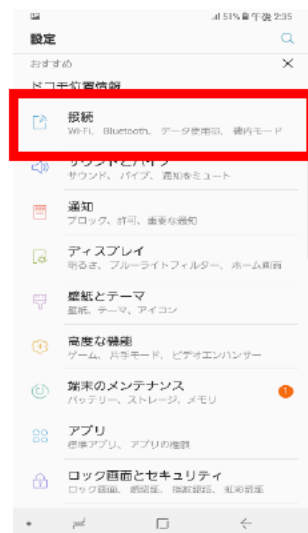 51% 午後 2:35
設定
おすすめ
ドコモ位置情報
接続
Wi-Fi、Bluetooth、データ使用量、機内モード
サウンドとバイブ
サウンド、バイブ、通知をミュート
通知
ブロック、許可、重要な通知
ディスプレイ
明るさ、ブルーライトフィルター、ホーム画面
壁紙とテーマ
壁紙、テーマ、アイコン
高度な機能
ゲーム、片手モード、ビデオエンハンサー
端末のメンテナンス
1
バッテリー、ストレージ、メモリ
アプリ
標準アプリ、アプリの権限
ロック画面とセキュリティ
ロック画面、顔認証、指紋認証、虹彩認証